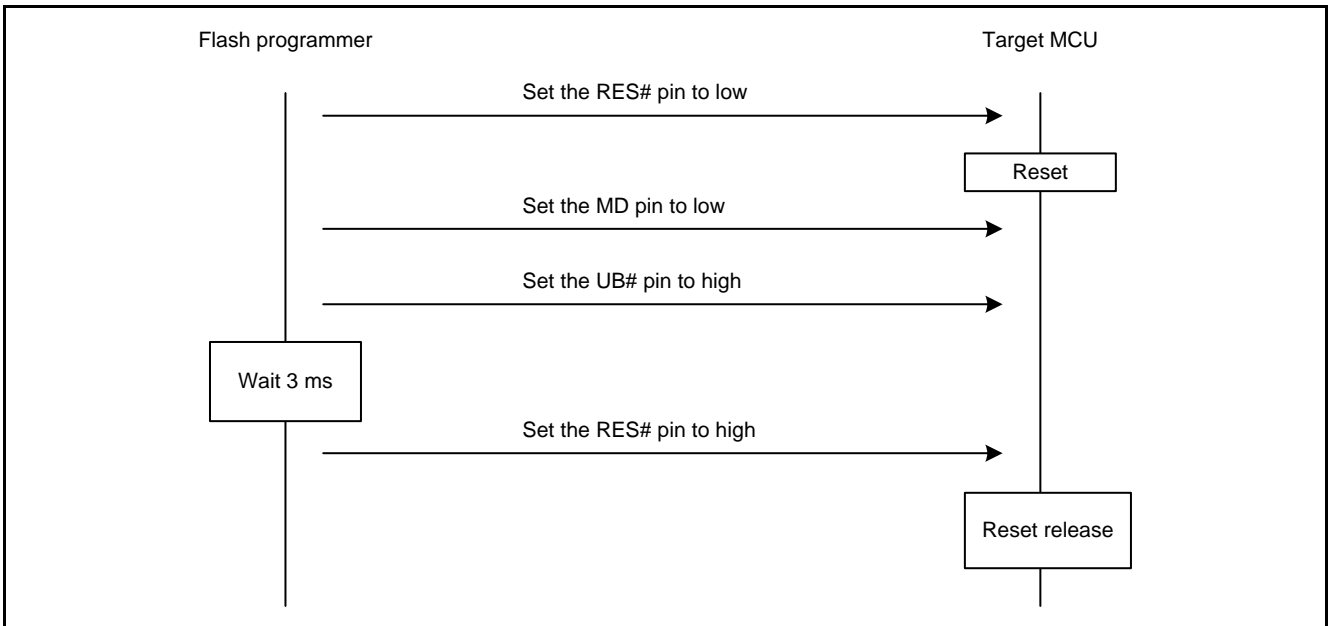 Flash programmer
Target MCU
Set the RES# pin to low
Reset
Set the MD pin to low
Set the UB# pin to high
Wait 3 ms
Set the RES# pin to high
Reset release